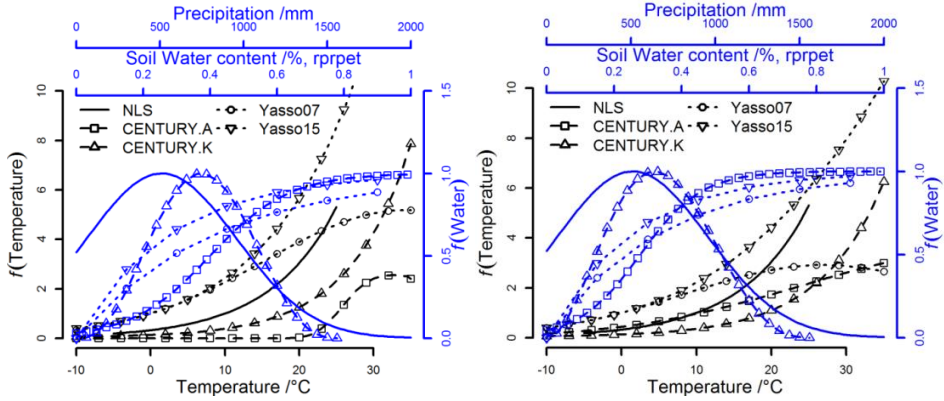 Precipitation /mm
0 500 1000 1500 2000
Soil Water content /%, rprpet
0 0.2 0.4 0.6 0.8 1
NLS
CENTURY.A
CENTURY.K
Yasso07
Yasso15
f(Temperature)
0 2 4 6 8 10
f(Water)
0.0 0.5 1.0 1.5
-10 0 10 20 30
Temperature /°C
Precipitation /mm
0 500 1000 1500 2000
Soil Water content /%, rprpet
0 0.2 0.4 0.6 0.8 1
NLS
CENTURY.A
CENTURY.K
Yasso07
Yasso15
f(Temperature)
0 2 4 6 8 10
f(Water)
0.0 0.5 1.0 1.5
-10 0 10 20 30
Temperature /°C